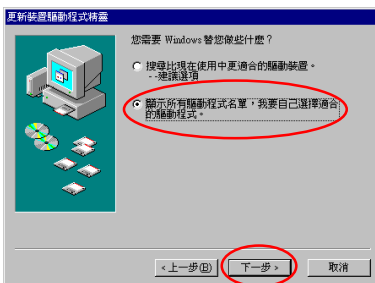 更新裝置驅動程式精靈
您需要 Windows 替您做些什麼？
搜尋比現在使用中更適合的驅動裝置。
--建議選項
顯示所有驅動程式名單，我要自己選擇適合
的驅動程式。
<上一步(B)
下一步 >
取消